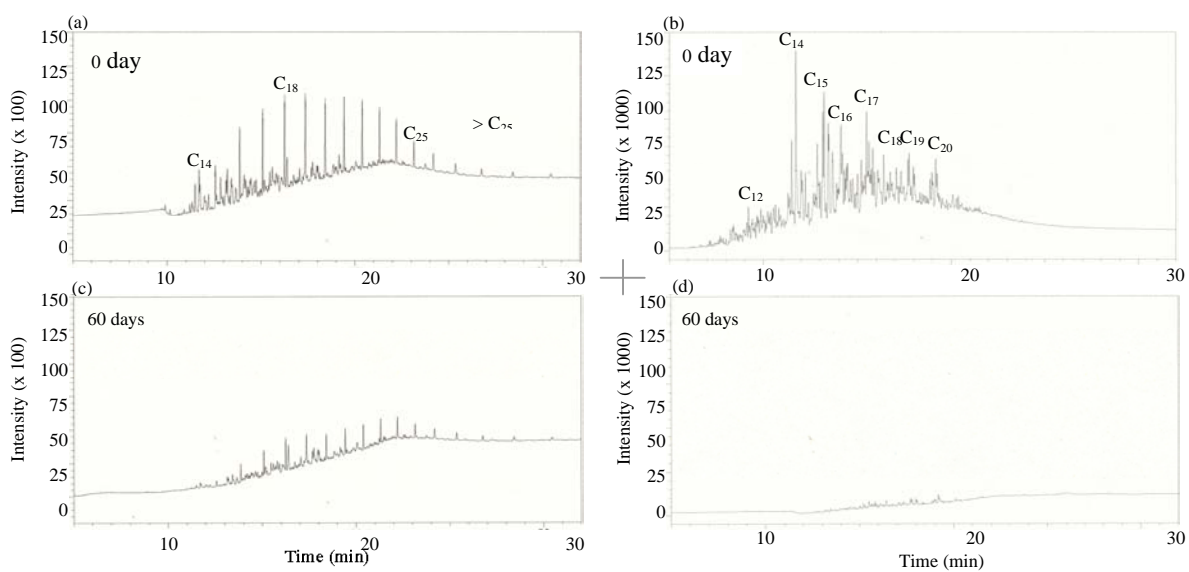 (a)
150
125
100
75
50
25
0
Intensity (x 100)
0 day
C14
C18
C25
> C25
10
20
30
(b)
150
125
100
75
50
25
0
Intensity (x 1000)
0 day
C12
C14
C15
C16
C17
C18
C19
C20
10
20
30
(c)
150
125
100
75
50
25
0
Intensity (x 100)
60 days
10
20
30
Time (min)
(d)
150
125
100
75
50
25
0
Intensity (x 1000)
60 days
10
20
30
Time (min)